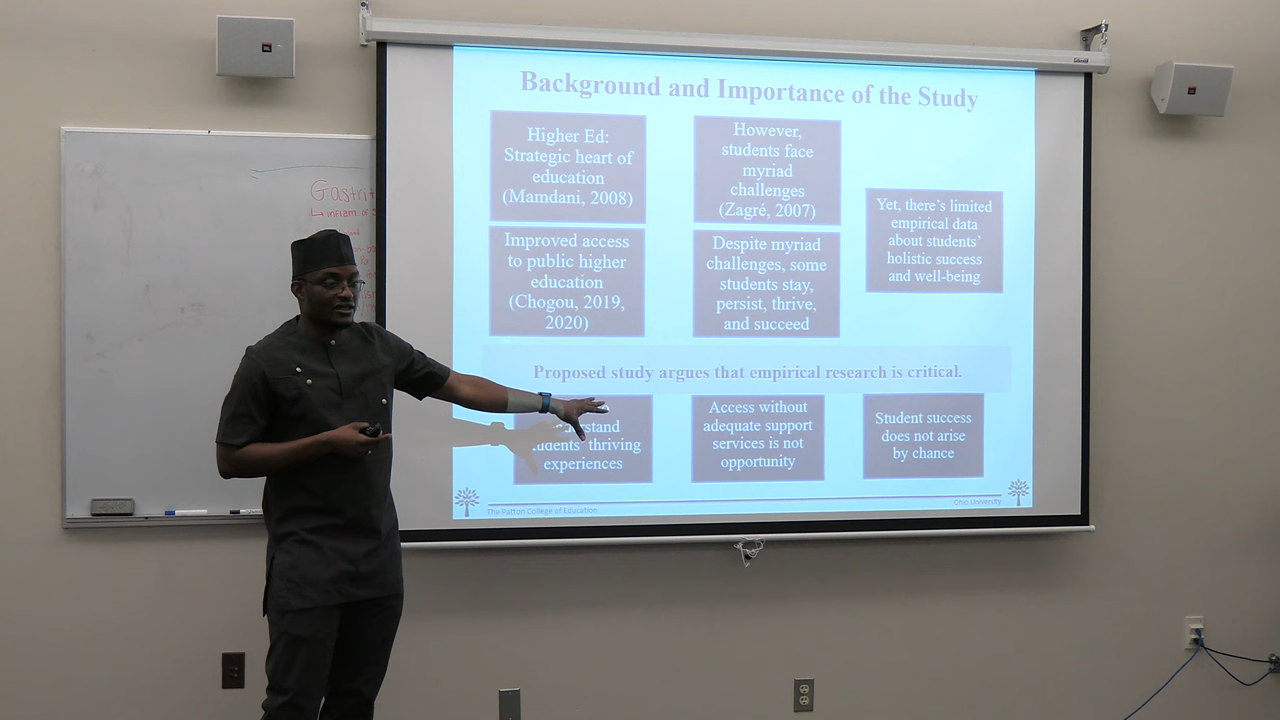 Background and Importance of the Study
Higher Ed:
Strategic heart of
education
(Mamdani, 2008)
However,
students face
myriad
challenges
(Zagré, 2007)
Yet, there's limited
empirical data
about students'
holistic success
and well-being
Improved access
to public higher
education
(Chogou, 2019,
2020)
Despite myriad
challenges, some
students stay,
persist, thrive,
and succeed
Proposed study argues that empirical research is critical.
thriving
experiences
Access without
adequate support
services is not
opportunity
Student success
does not arise
by chance
The Patton College of Education
Ohio University
inflam. of